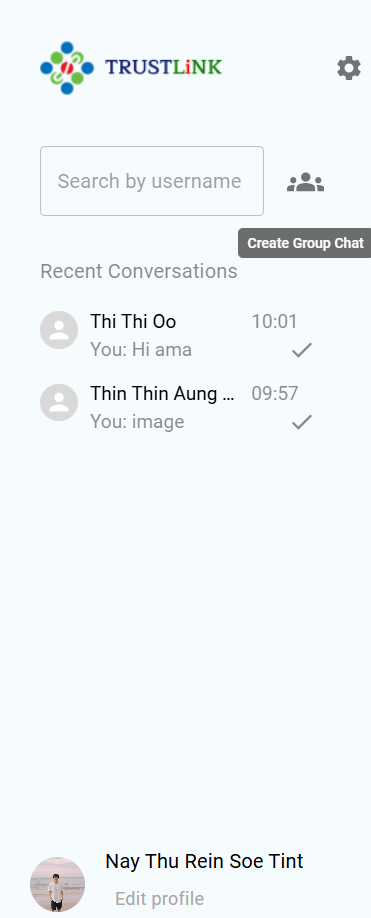 TRUSTLiNK
Search by username
Create Group Chat
Recent Conversations
Thi Thi Oo 10:01
You: Hi ama
Thin Thin Aung ... 09:57
You: image
Nay Thu Rein Soe Tint
Edit profile